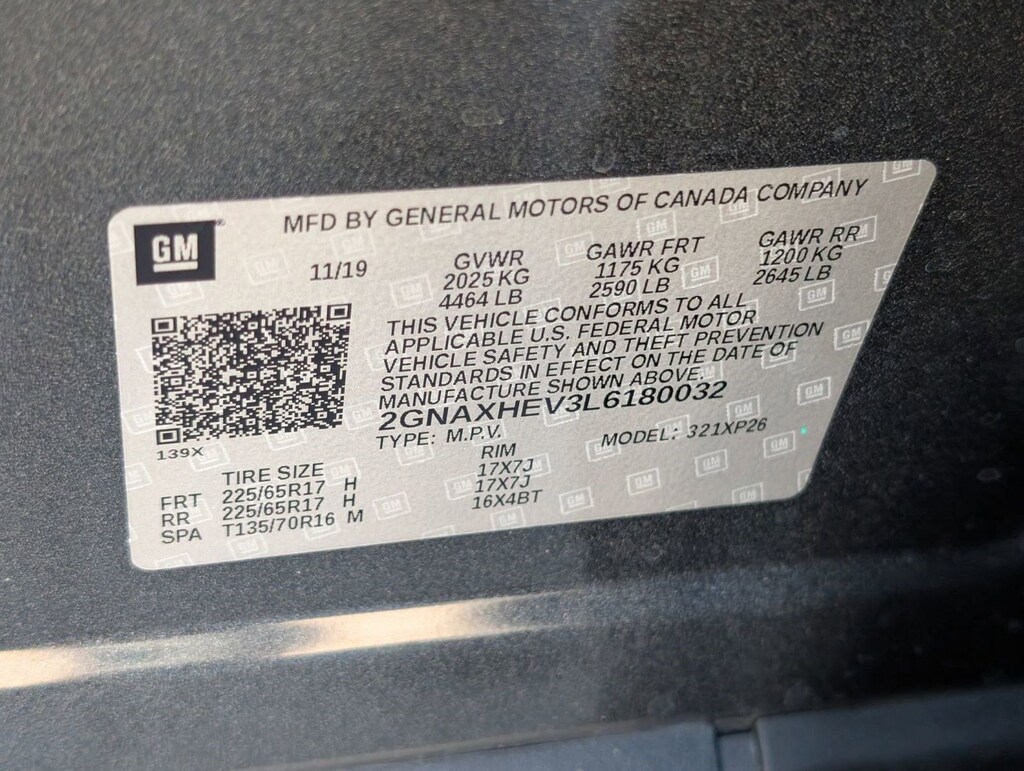 GM
MFD BY GENERAL MOTORS OF CANADA COMPANY
11/19
GVWR
2025 KG
4464 LB
GAWR FRT
1175 KG
2590 LB
GAWR RR
1200 KG
2645 LB
THIS VEHICLE CONFORMS TO ALL
APPLICABLE U.S. FEDERAL MOTOR
VEHICLE SAFETY AND THEFT PREVENTION
STANDARDS IN EFFECT ON THE DATE OF
MANUFACTURE SHOWN ABOVE.
2GNAXHEV3L6180032
TYPE: M.P.V. MODEL: 321XP26
139X
TIRE SIZE RIM
FRT 225/65R17 H 17X7J
RR 225/65R17 H 17X7J
SPA T135/70R16 M 16X4BT